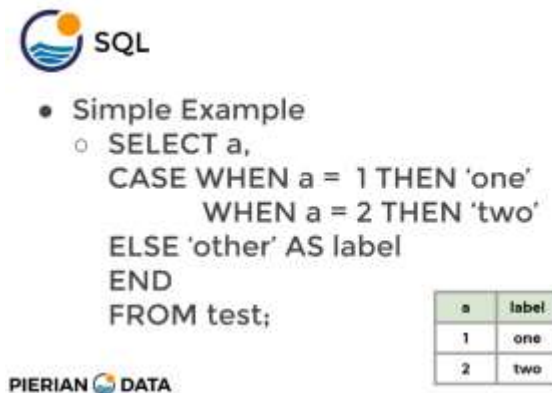 SQL
● Simple Example
○ SELECT a,
CASE WHEN a = 1 THEN ‘one’
WHEN a = 2 THEN ‘two’
ELSE ‘other’ AS label
END
FROM test;
a label
1 one
2 two
PIERIAN DATA